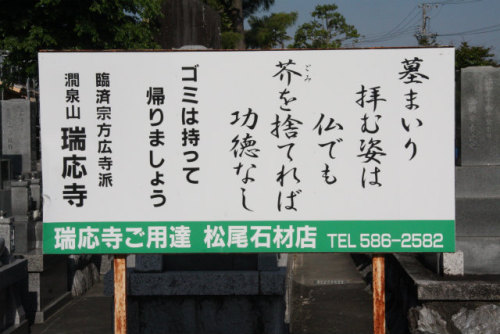 墓まいり
拝む姿は
仏でも
芥を捨てれば
ごみ
功徳なし
ゴミは持って
帰りましょう
臨済宗方広寺派
潤泉山 瑞応寺
瑞応寺ご用達 松尾石材店 TEL 586-2582